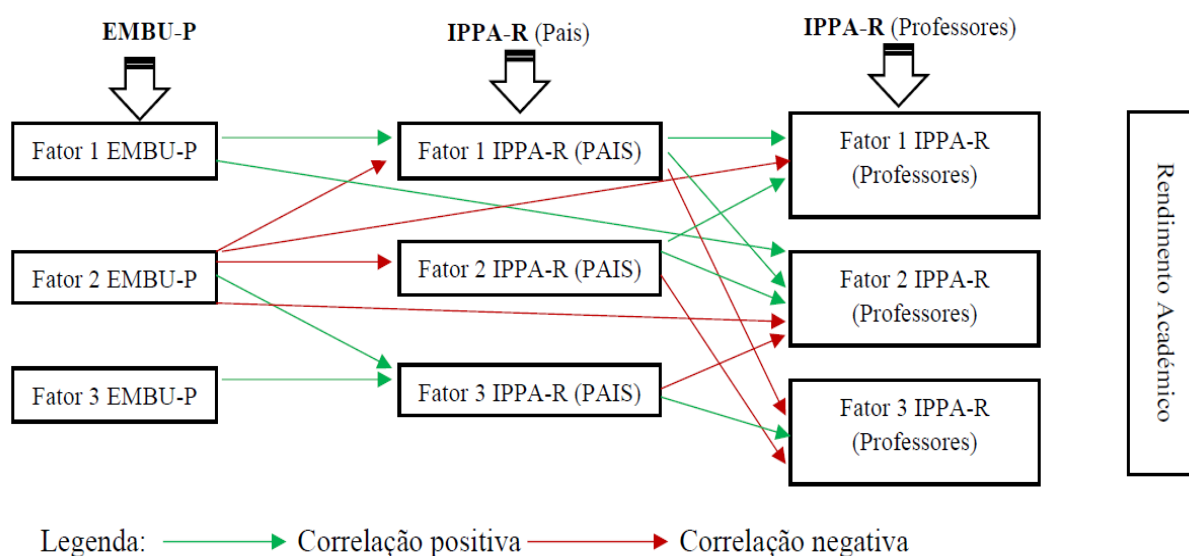 EMBU-P
IPPA-R (Pais)
IPPA-R (Professores)
Fator 1 EMBU-P
Fator 1 IPPA-R (PAIS)
Fator 1 IPPA-R
(Professores)
Fator 2 EMBU-P
Fator 2 IPPA-R (PAIS)
Fator 2 IPPA-R
(Professores)
Fator 3 EMBU-P
Fator 3 IPPA-R (PAIS)
Fator 3 IPPA-R
(Professores)
Rendimento Académico
Legenda: Correlação positiva Correlação negativa